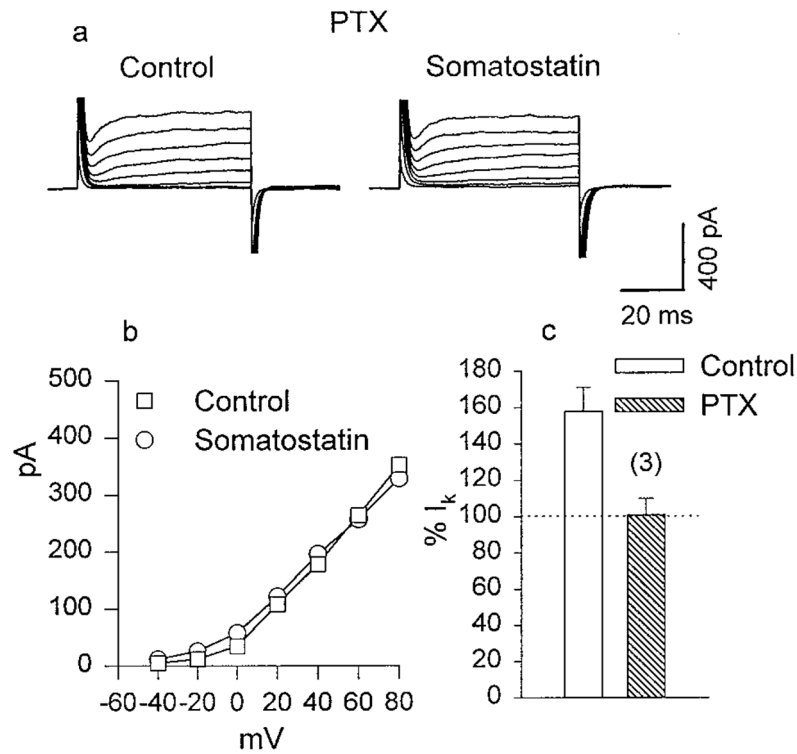 a
PTX
Control
Somatostatin
400 pA
20 ms
b
500
400
300
200
100
0
pA
Control
Somatostatin
-60 -40 -20 0 20 40 60 80
mV
c
180
160
140
120
100
80
60
40
20
0
% Ik
Control
PTX
(3)